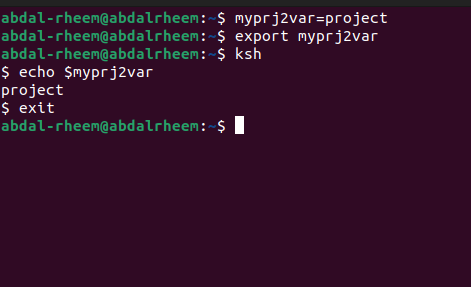 abdal-rheem@abdalrheem:~$ myprj2var=project
abdal-rheem@abdalrheem:~$ export myprj2var
abdal-rheem@abdalrheem:~$ ksh
$ echo $myprj2var
project
$ exit
abdal-rheem@abdalrheem:~$